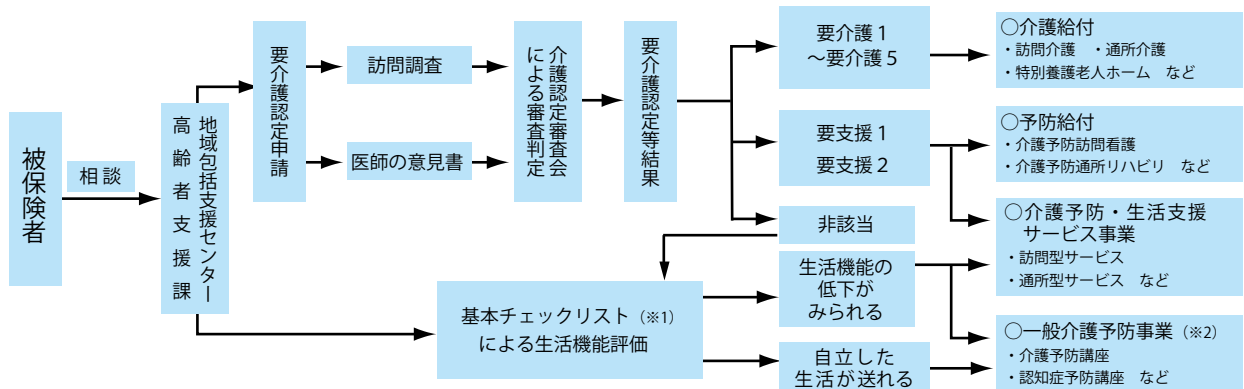 被保険者
相談
地域包括支援センター
高齢者支援課
要介護認定申請
訪問調査
医師の意見書
介護認定審査会
による審査判定
要介護認定等結果
要介護1
～要介護5
要支援1
要支援2
非該当
基本チェックリスト(※1)
による生活機能評価
生活機能の
低下が
みられる
自立した
生活が送れる
○介護給付
・訪問介護 ・通所介護
・特別養護老人ホーム など
○予防給付
・介護予防訪問看護
・介護予防通所リハビリ など
○介護予防・生活支援
サービス事業
・訪問型サービス
・通所型サービス など
○一般介護予防事業(※2)
・介護予防講座
・認知症予防講座 など